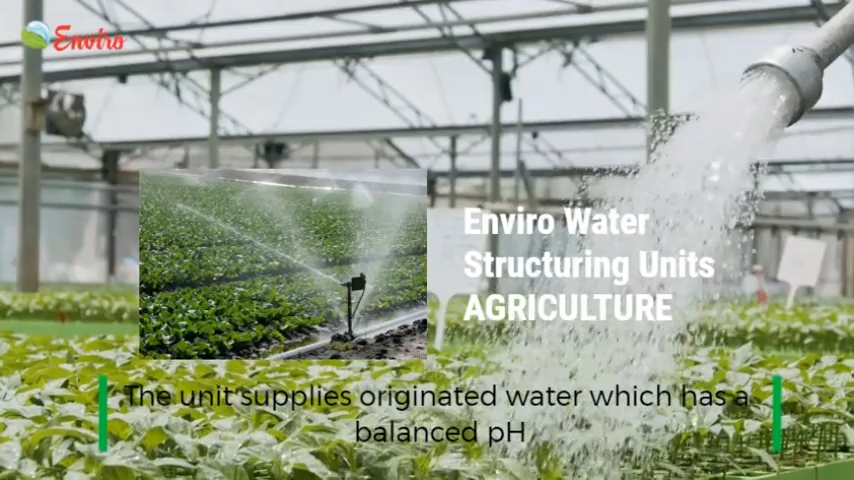 Enviro
Enviro Water
Structuring Units
AGRICULTURE
The unit supplies originated water which has a
balanced pH